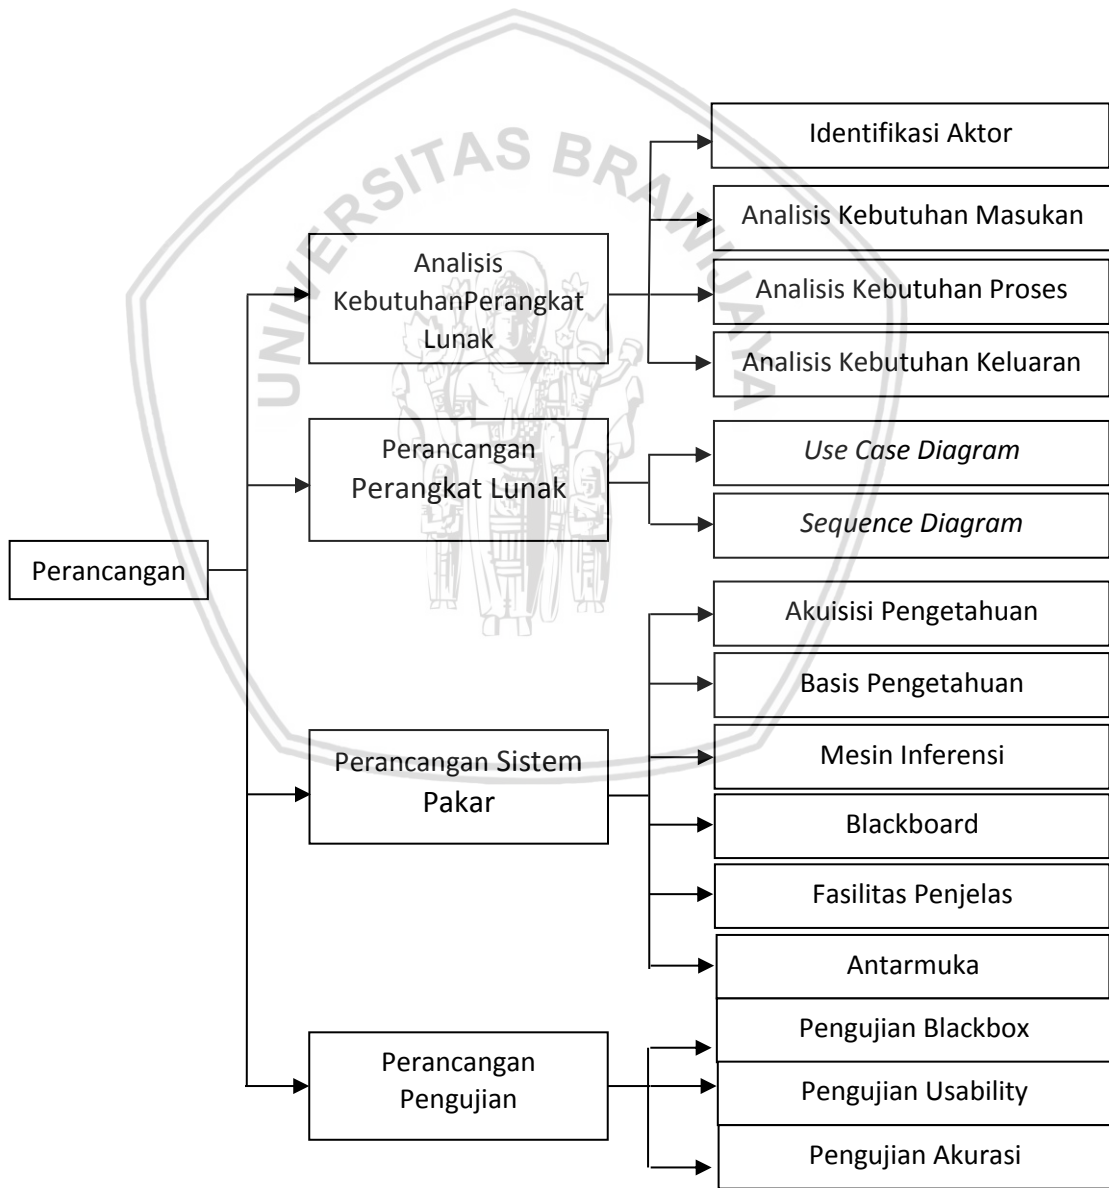 UNIVERSITAS BRAWIJAYA
Perancangan
Analisis
KebutuhanPerangkat
Lunak
Identifikasi Aktor
Analisis Kebutuhan Masukan
Analisis Kebutuhan Proses
Analisis Kebutuhan Keluaran
Perancangan
Perangkat Lunak
Use Case Diagram
Sequence Diagram
Perancangan Sistem
Pakar
Akuisisi Pengetahuan
Basis Pengetahuan
Mesin Inferensi
Blackboard
Fasilitas Penjelas
Antarmuka
Perancangan
Pengujian
Pengujian Blackbox
Pengujian Usability
Pengujian Akurasi